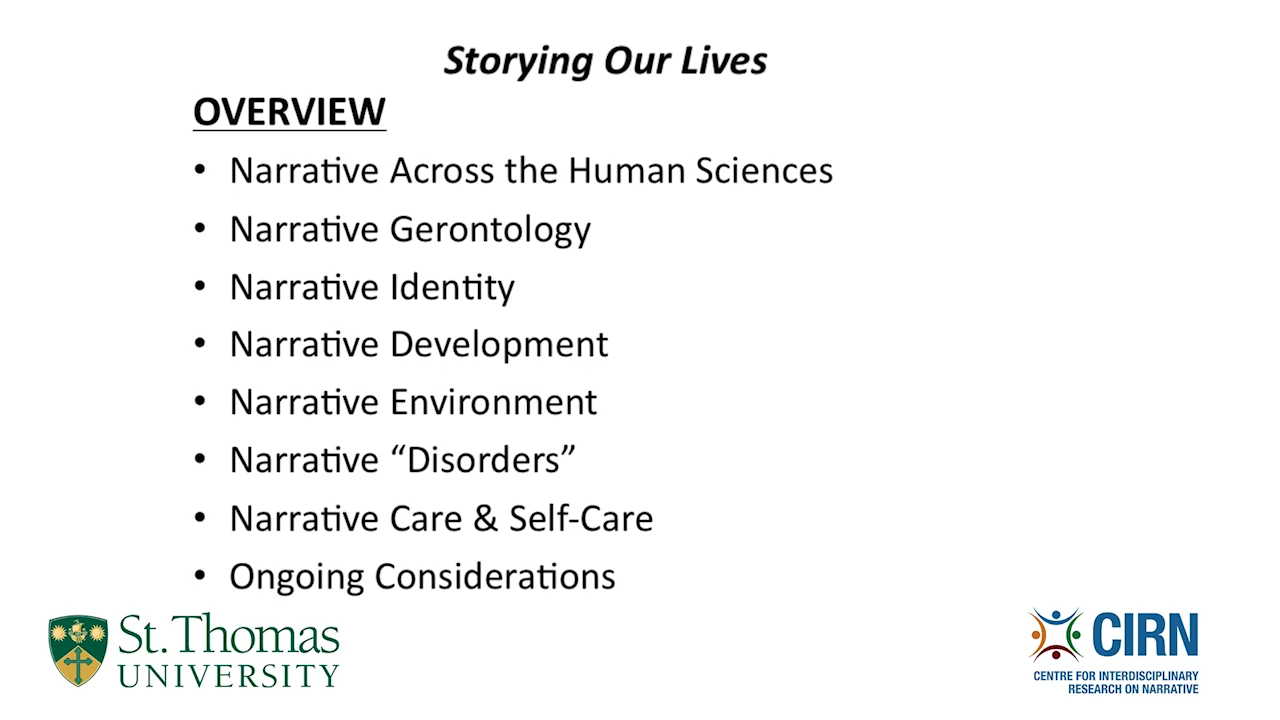 Storying Our Lives
OVERVIEW
• Narrative Across the Human Sciences
• Narrative Gerontology
• Narrative Identity
• Narrative Development
• Narrative Environment
• Narrative “Disorders”
• Narrative Care & Self-Care
• Ongoing Considerations
St. Thomas
UNIVERSITY
CIRN
CENTRE FOR INTERDISCIPLINARY
RESEARCH ON NARRATIVE